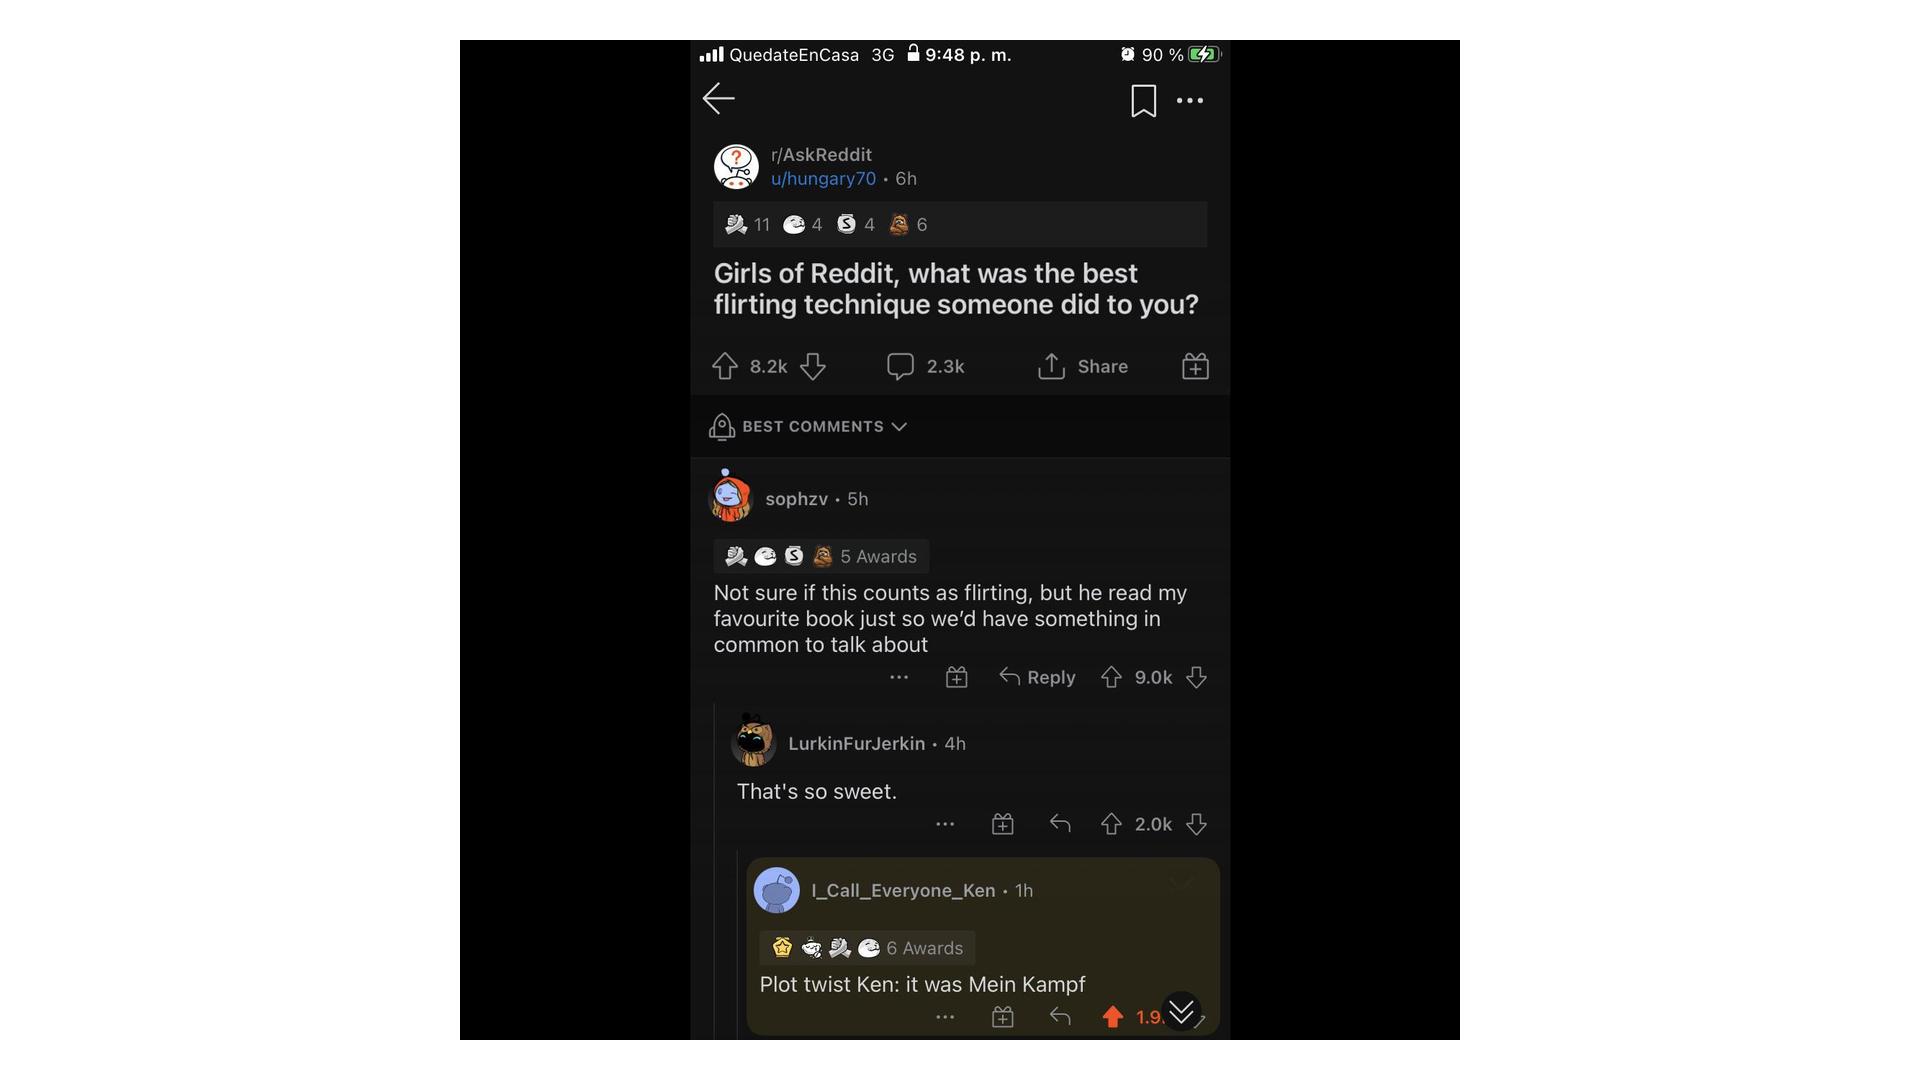 QuedateEnCasa 3G 9:48 p. m. 90 %
r/AskReddit
u/hungary70 • 6h
11 4 4 6
Girls of Reddit, what was the best
flirting technique someone did to you?
8.2k 2.3k Share
BEST COMMENTS
sophzv • 5h
S 5 Awards
Not sure if this counts as flirting, but he read my
favourite book just so we’d have something in
common to talk about
Reply 9.0k
LurkinFurJerkin • 4h
That's so sweet.
2.0k
I_Call_Everyone_Ken • 1h
6 Awards
Plot twist Ken: it was Mein Kampf